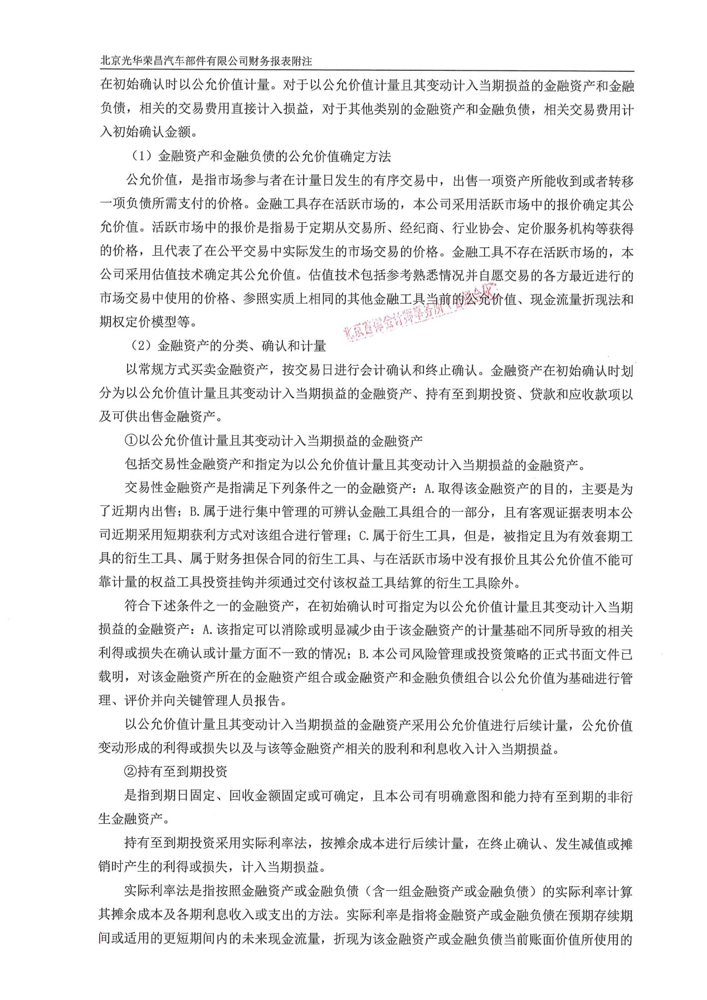 北京光华荣昌汽车部件有限公司财务报表附注
在初始确认时以公允价值计量。对于以公允价值计量且其变动计入当期损益的金融资产和金融
负债，相关的交易费用直接计入损益，对于其他类别的金融资产和金融负债，相关交易费用计
入初始确认金额。
（1）金融资产和金融负债的公允价值确定方法
公允价值，是指市场参与者在计量日发生的有序交易中，出售一项资产所能收到或者转移
一项负债所需支付的价格。金融工具存在活跃市场的，本公司采用活跃市场中的报价确定其公
允价值。活跃市场中的报价是指易于定期从交易所、经纪商、行业协会、定价服务机构等获得
的价格，且代表了在公平交易中实际发生的市场交易的价格。金融工具不存在活跃市场的，本
公司采用估值技术确定其公允价值。估值技术包括参考熟悉情况并自愿交易的各方最近进行的
市场交易中使用的价格、参照实质上相同的其他金融工具当前的公允价值、现金流量折现法和
期权定价模型等。
（2）金融资产的分类、确认和计量
以常规方式买卖金融资产，按交易日进行会计确认和终止确认。金融资产在初始确认时划
分为以公允价值计量且其变动计入当期损益的金融资产、持有至到期投资、贷款和应收款项以
及可供出售金融资产。
①以公允价值计量且其变动计入当期损益的金融资产
包括交易性金融资产和指定为以公允价值计量且其变动计入当期损益的金融资产。
交易性金融资产是指满足下列条件之一的金融资产：A.取得该金融资产的目的，主要是为
了近期内出售；B.属于进行集中管理的可辨认金融工具组合的一部分，且有客观证据表明本公
司近期采用短期获利方式对该组合进行管理；C.属于衍生工具，但是，被指定且为有效套期工
具的衍生工具、属于财务担保合同的衍生工具、与在活跃市场中没有报价且其公允价值不能可
靠计量的权益工具投资挂钩并须通过交付该权益工具结算的衍生工具除外。
符合下述条件之一的金融资产，在初始确认时可指定为以公允价值计量且其变动计入当期
损益的金融资产：A.该指定可以消除或明显减少由于该金融资产的计量基础不同所导致的相关
利得或损失在确认或计量方面不一致的情况；B.本公司风险管理或投资策略的正式书面文件已
载明，对该金融资产所在的金融资产组合或金融资产和金融负债组合以公允价值为基础进行管
理、评价并向关键管理人员报告。
以公允价值计量且其变动计入当期损益的金融资产采用公允价值进行后续计量，公允价值
变动形成的利得或损失以及与该等金融资产相关的股利和利息收入计入当期损益。
②持有至到期投资
是指到期日固定、回收金额固定或可确定，且本公司有明确意图和能力持有至到期的非衍
生金融资产。
持有至到期投资采用实际利率法，按摊余成本进行后续计量，在终止确认、发生减值或摊
销时产生的利得或损失，计入当期损益。
实际利率法是指按照金融资产或金融负债（含一组金融资产或金融负债）的实际利率计算
其摊余成本及各期利息收入或支出的方法。实际利率是指将金融资产或金融负债在预期存续期
间或适用的更短期间内的未来现金流量，折现为该金融资产或金融负债当前账面价值所使用的